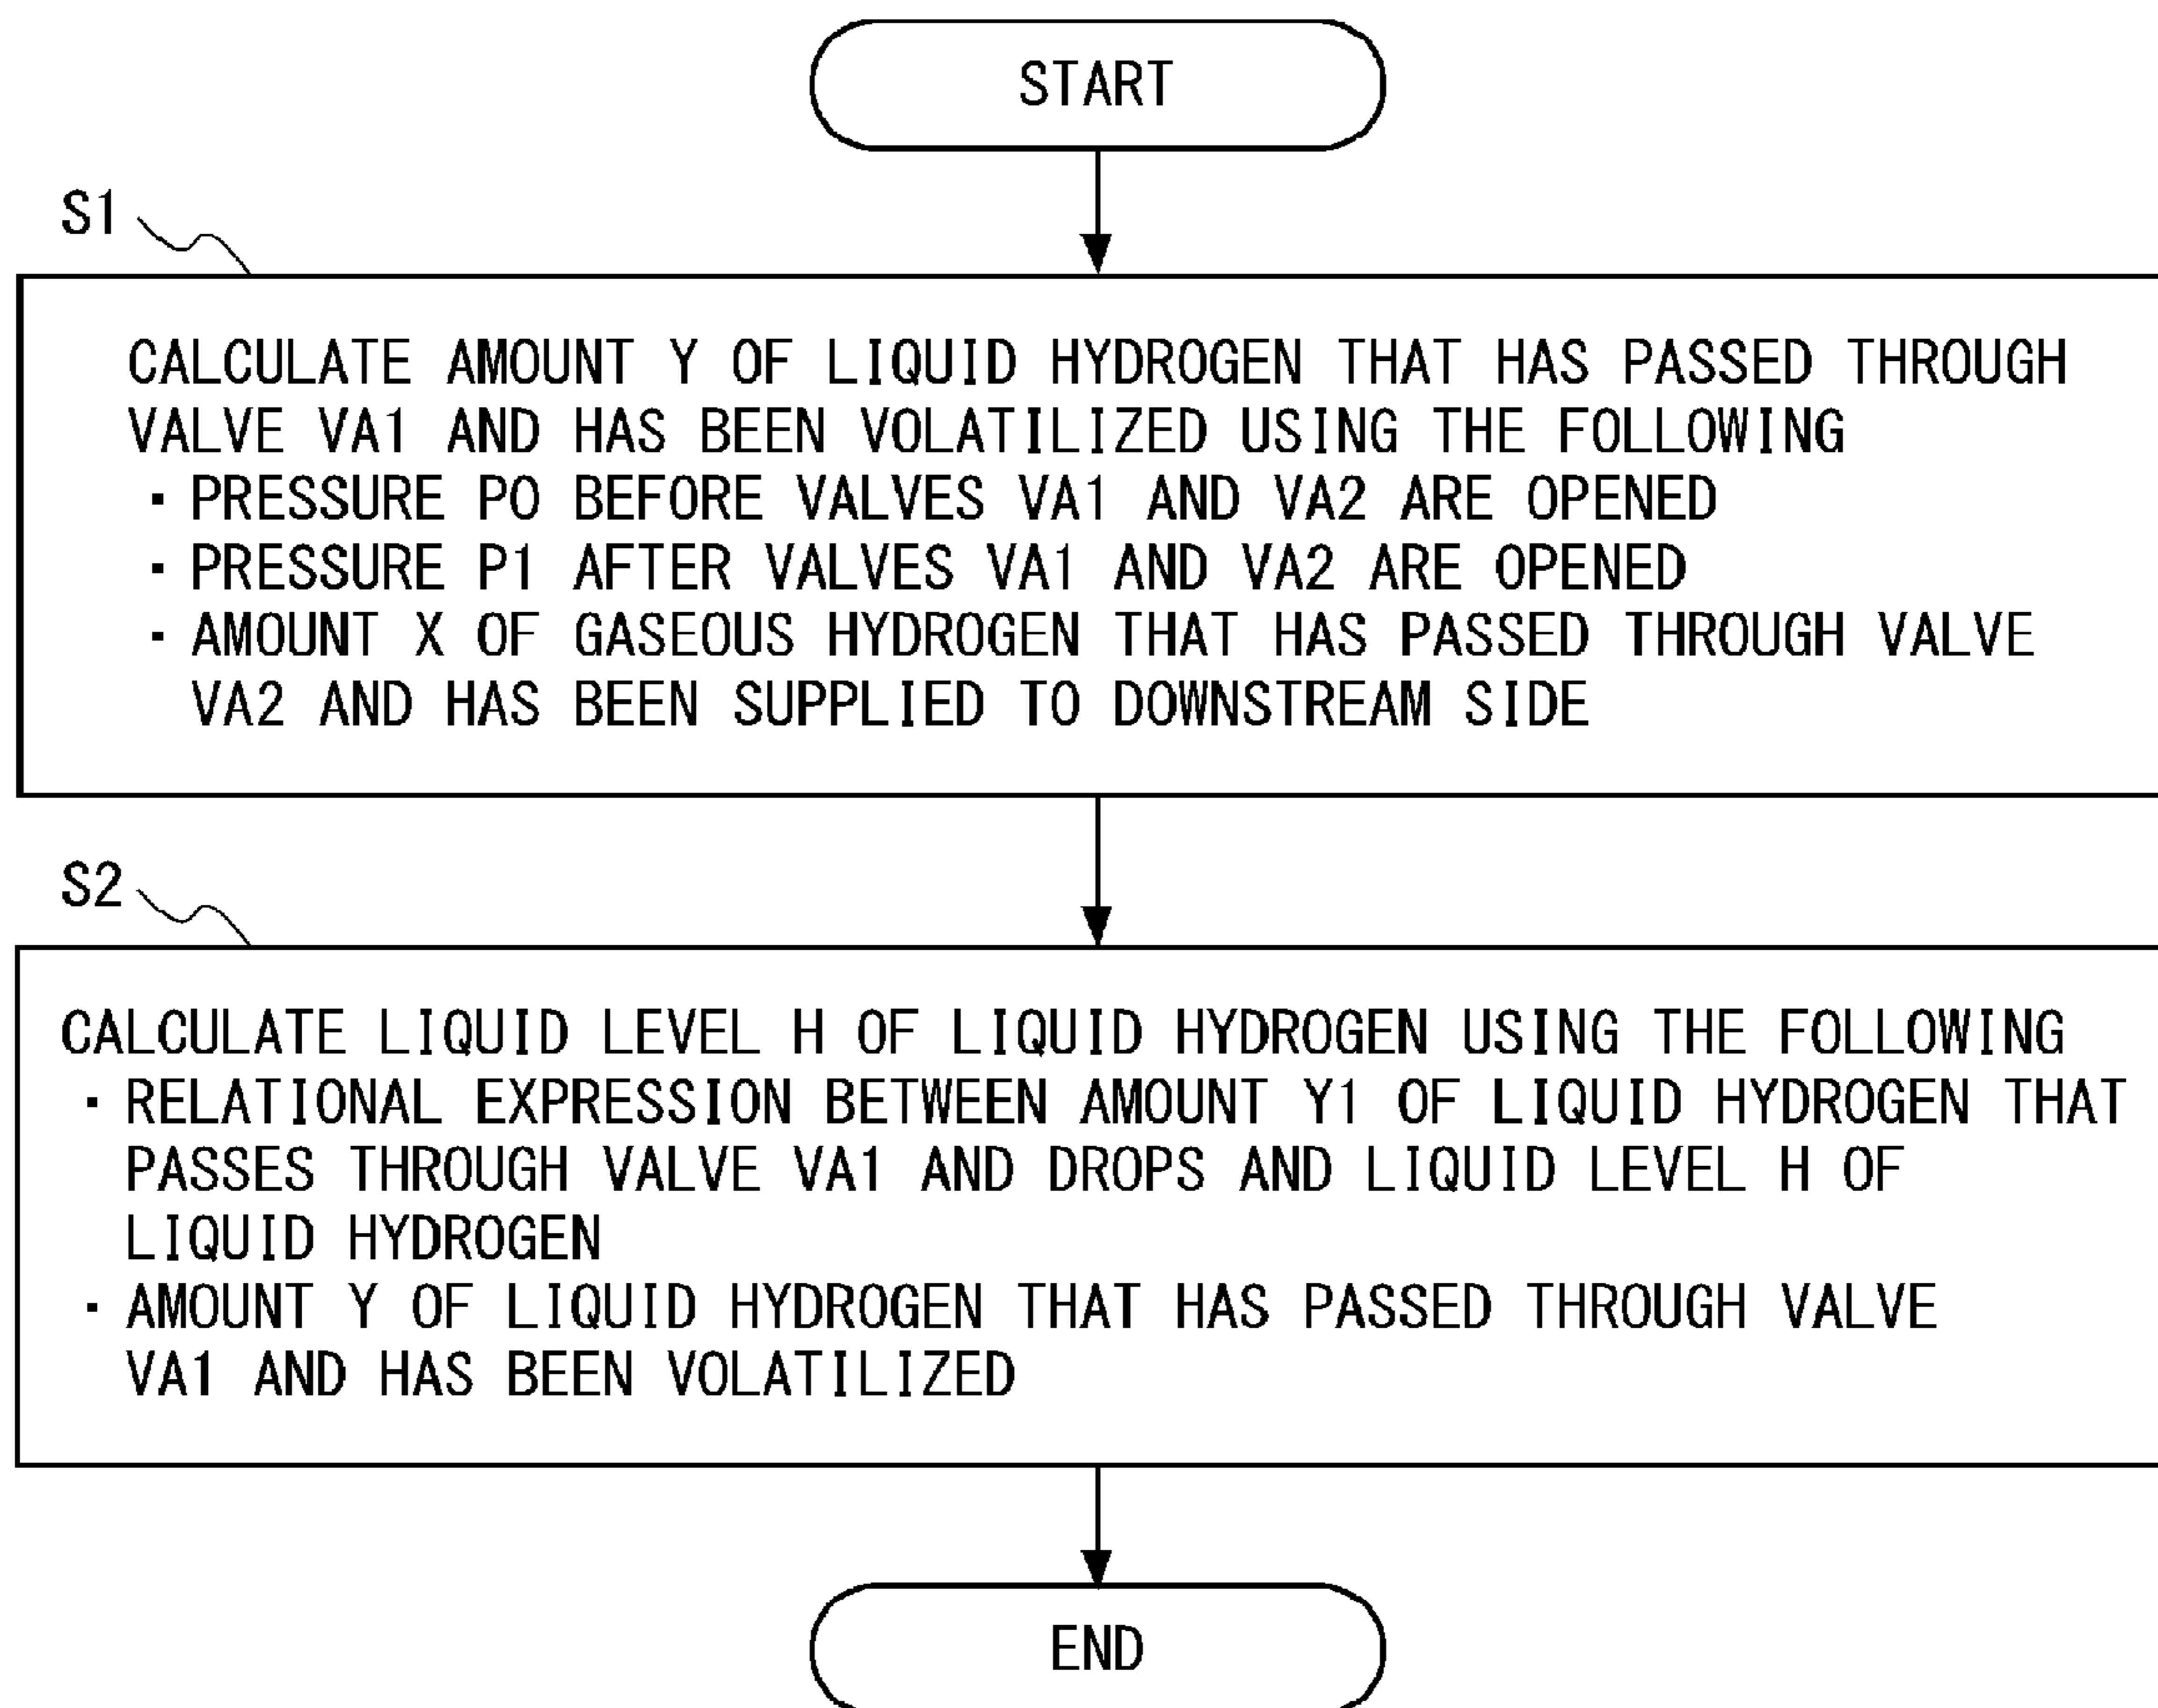 START
S1
CALCULATE AMOUNT Y OF LIQUID HYDROGEN THAT HAS PASSED THROUGH
VALVE VA1 AND HAS BEEN VOLATILIZED USING THE FOLLOWING
・PRESSURE P0 BEFORE VALVES VA1 AND VA2 ARE OPENED
・PRESSURE P1 AFTER VALVES VA1 AND VA2 ARE OPENED
・AMOUNT X OF GASEOUS HYDROGEN THAT HAS PASSED THROUGH VALVE
VA2 AND HAS BEEN SUPPLIED TO DOWNSTREAM SIDE
S2
CALCULATE LIQUID LEVEL H OF LIQUID HYDROGEN USING THE FOLLOWING
・RELATIONAL EXPRESSION BETWEEN AMOUNT Y1 OF LIQUID HYDROGEN THAT
PASSES THROUGH VALVE VA1 AND DROPS AND LIQUID LEVEL H OF
LIQUID HYDROGEN
・AMOUNT Y OF LIQUID HYDROGEN THAT HAS PASSED THROUGH VALVE
VA1 AND HAS BEEN VOLATILIZED
END